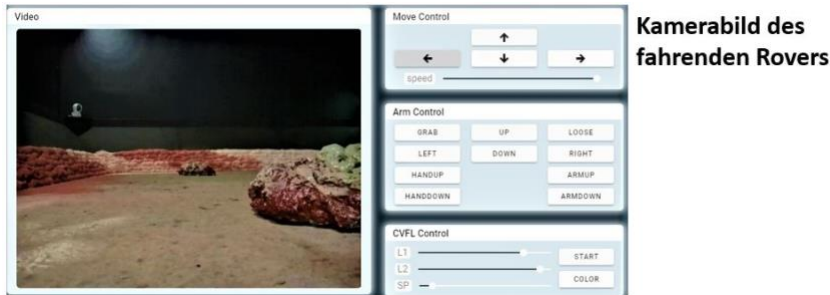 Video
Move Control
↑
← ↓ →
speed
Arm Control
GRAB UP LOOSE
LEFT DOWN RIGHT
HANDUP ARMUP
HANDDOWN ARMDOWN
CVFL Control
L1
L2
SP
START
COLOR
Kamerabild des
fahrenden Rovers